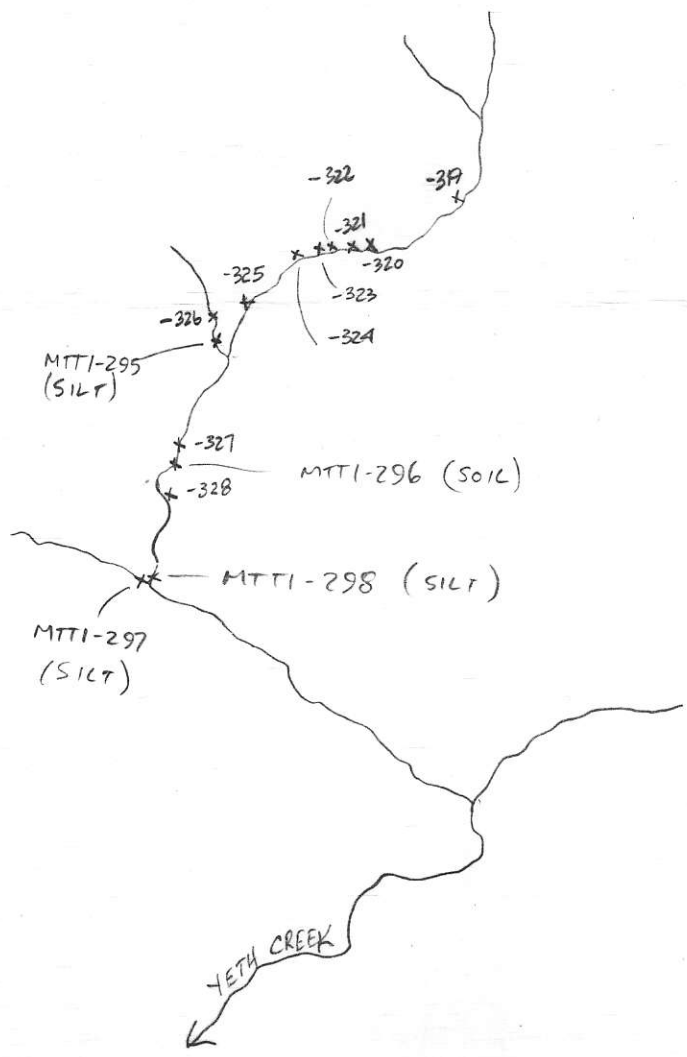 -322
-319
-321
-320
-325
-323
-324
-326
MTT1-295
(SILT)
-327
MTT1-296 (SOIL)
-328
MTT1-298 (SILT)
MTT1-297
(SILT)
YETH CREEK